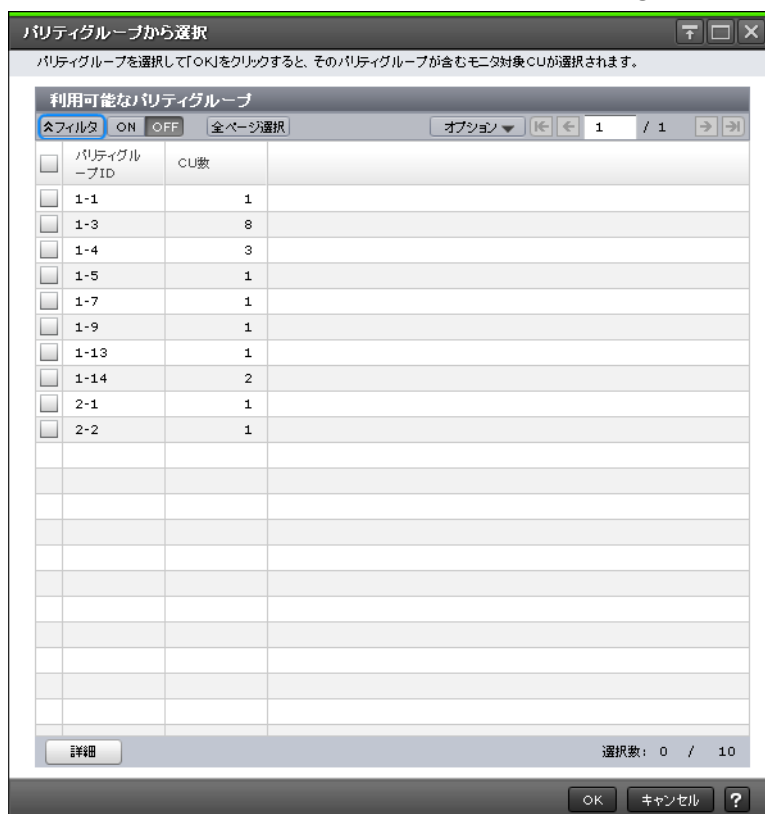 パリティグループから選択
パリティグループを選択して「OK」をクリックすると、そのパリティグループが含むモニタ対象CUが選択されます。
利用可能なパリティグループ
フィルタ ON OFF 全ページ選択 オプション 1 / 1
パリティグル
ープID
CU数
1-1 1
1-3 8
1-4 3
1-5 1
1-7 1
1-9 1
1-13 1
1-14 2
2-1 1
2-2 1
詳細 選択数: 0 / 10
OK キャンセル ?